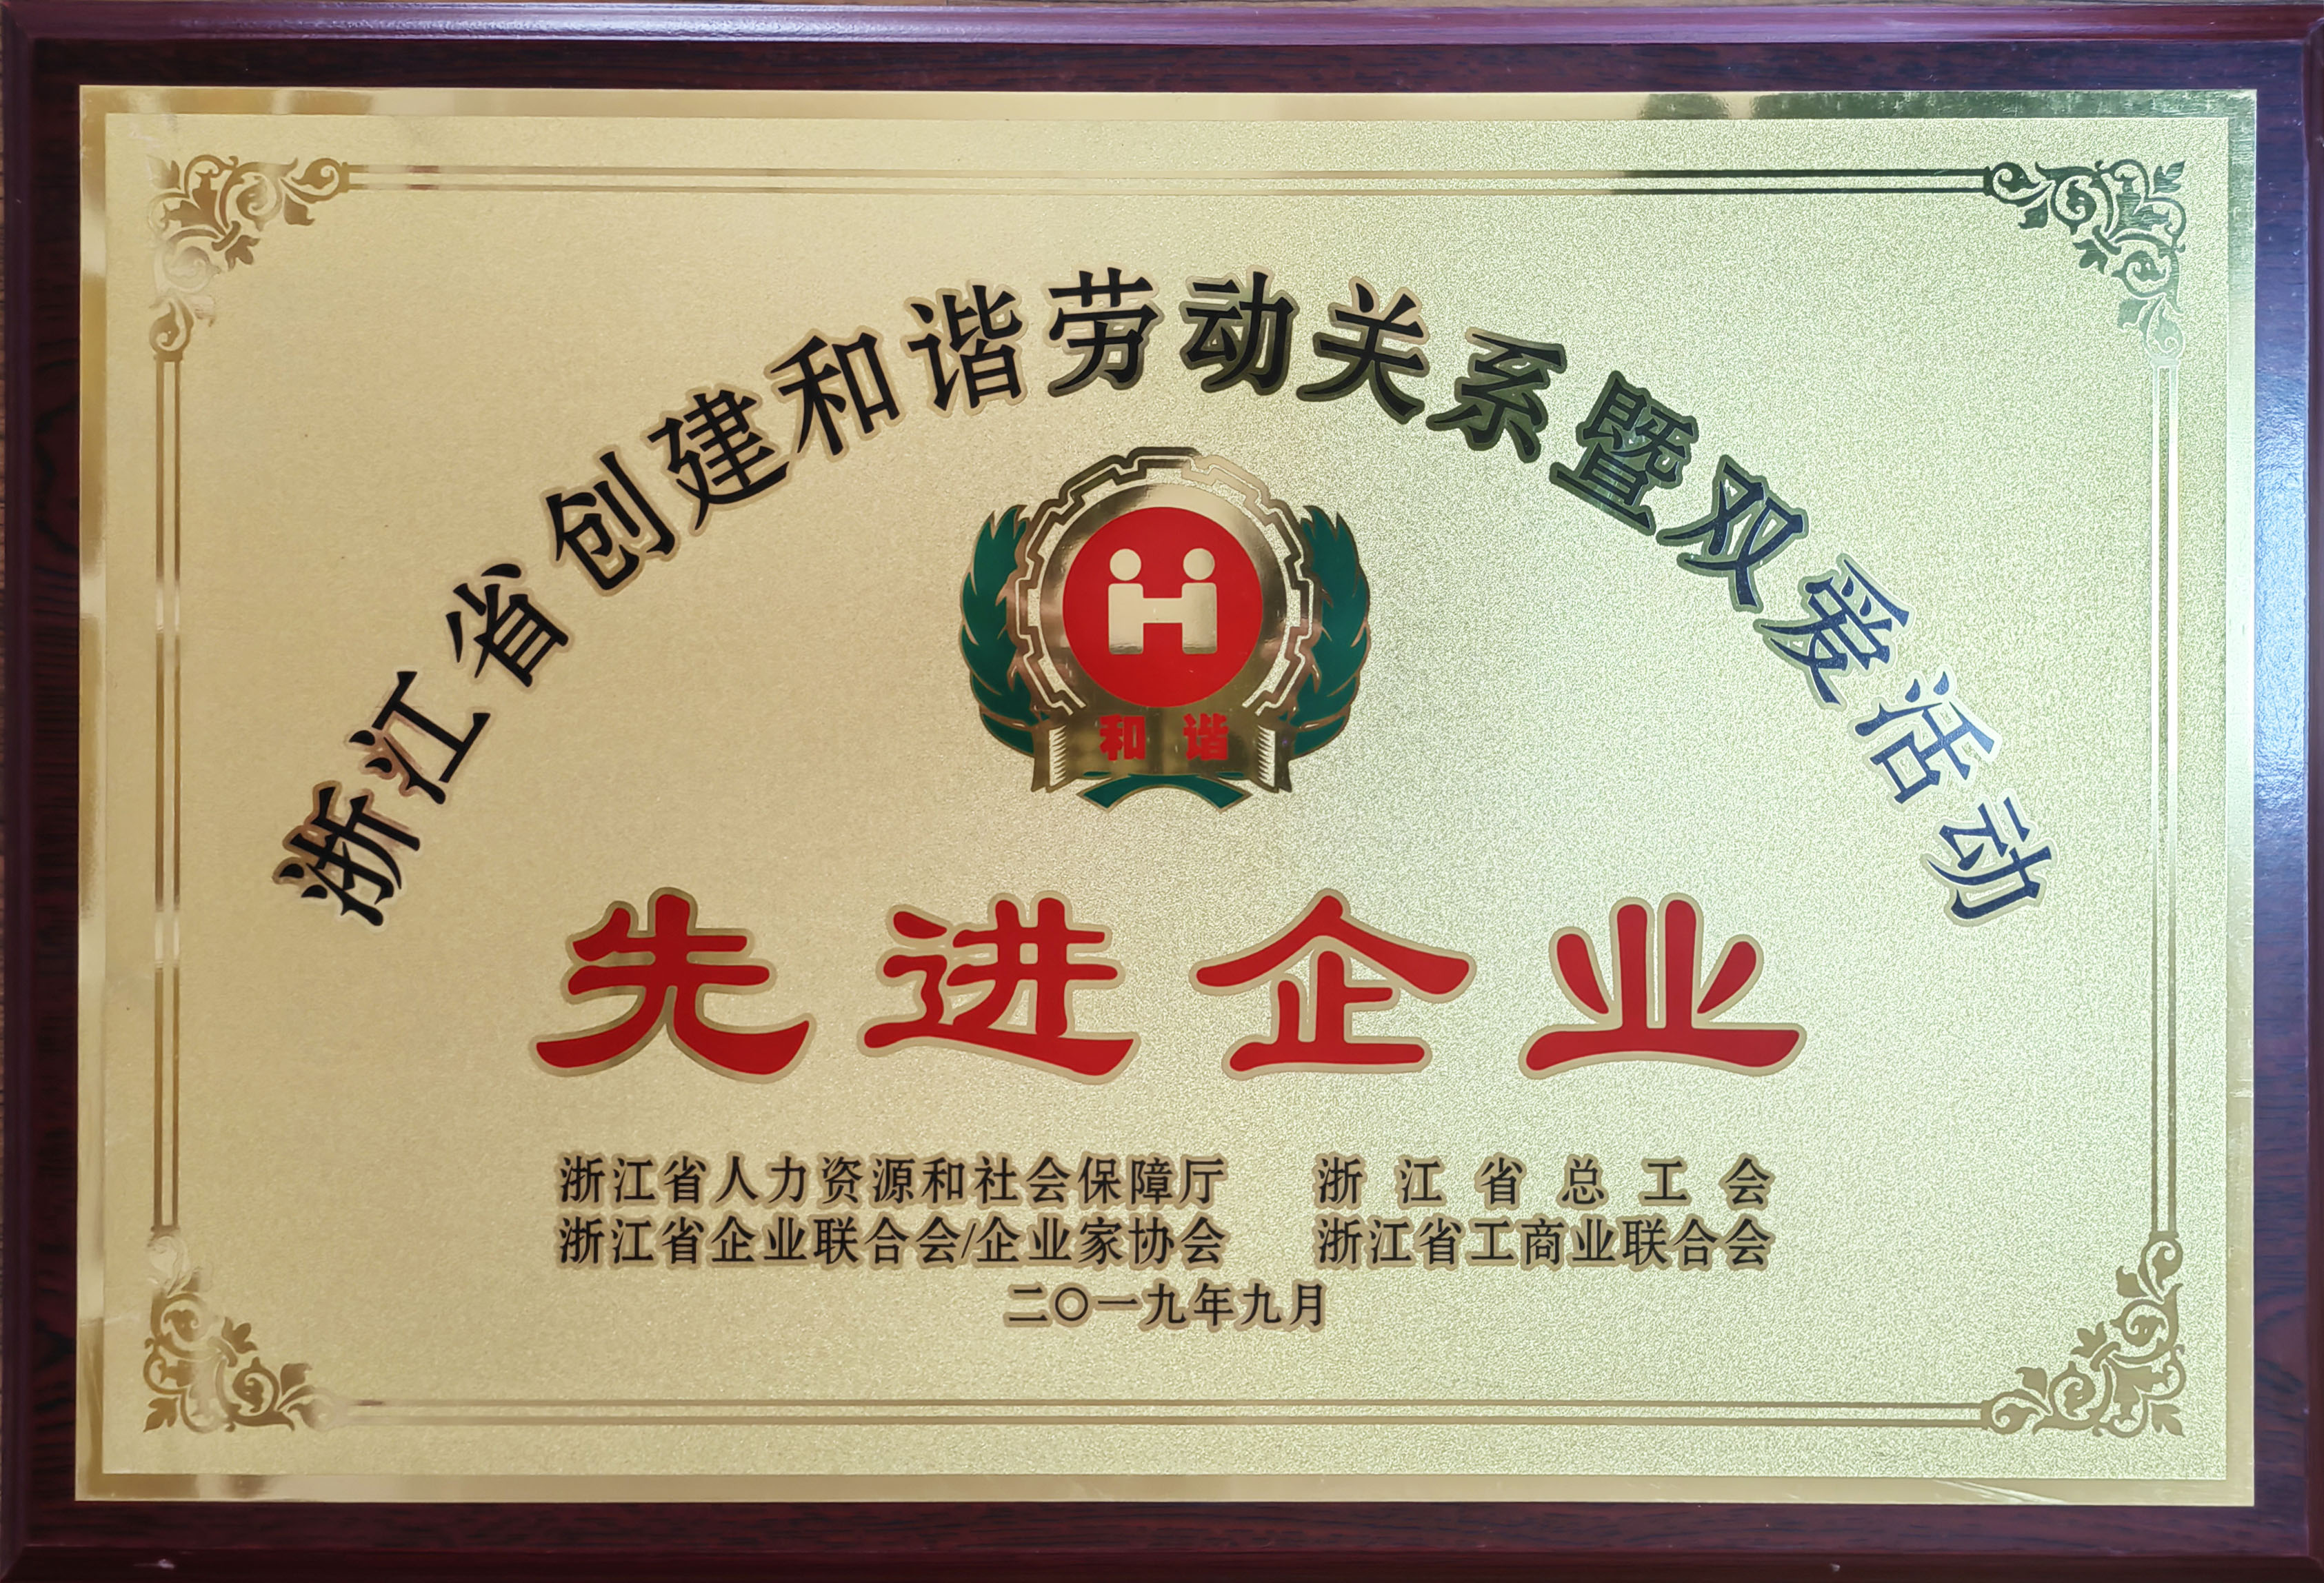 浙江省创建和谐劳动关系暨双爱活动
和谐
先进企业
浙江省人力资源和社会保障厅 浙江省总工会
浙江省企业联合会/企业家协会 浙江省工商业联合会
二〇一九年九月